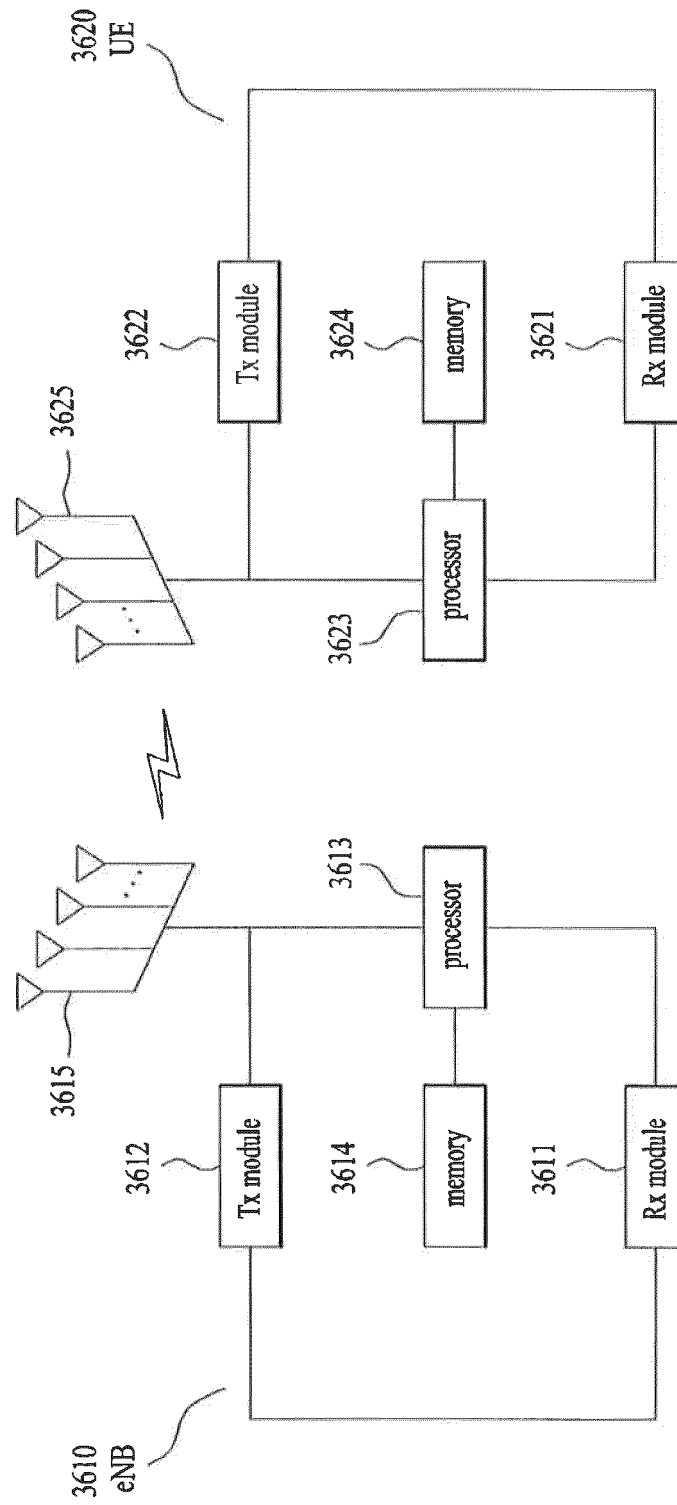 3610
eNB
3615
3612
Tx module
3614
memory
3613
processor
3611
Rx module
3620
UE
3625
3622
Tx module
3624
memory
3623
processor
3621
Rx module